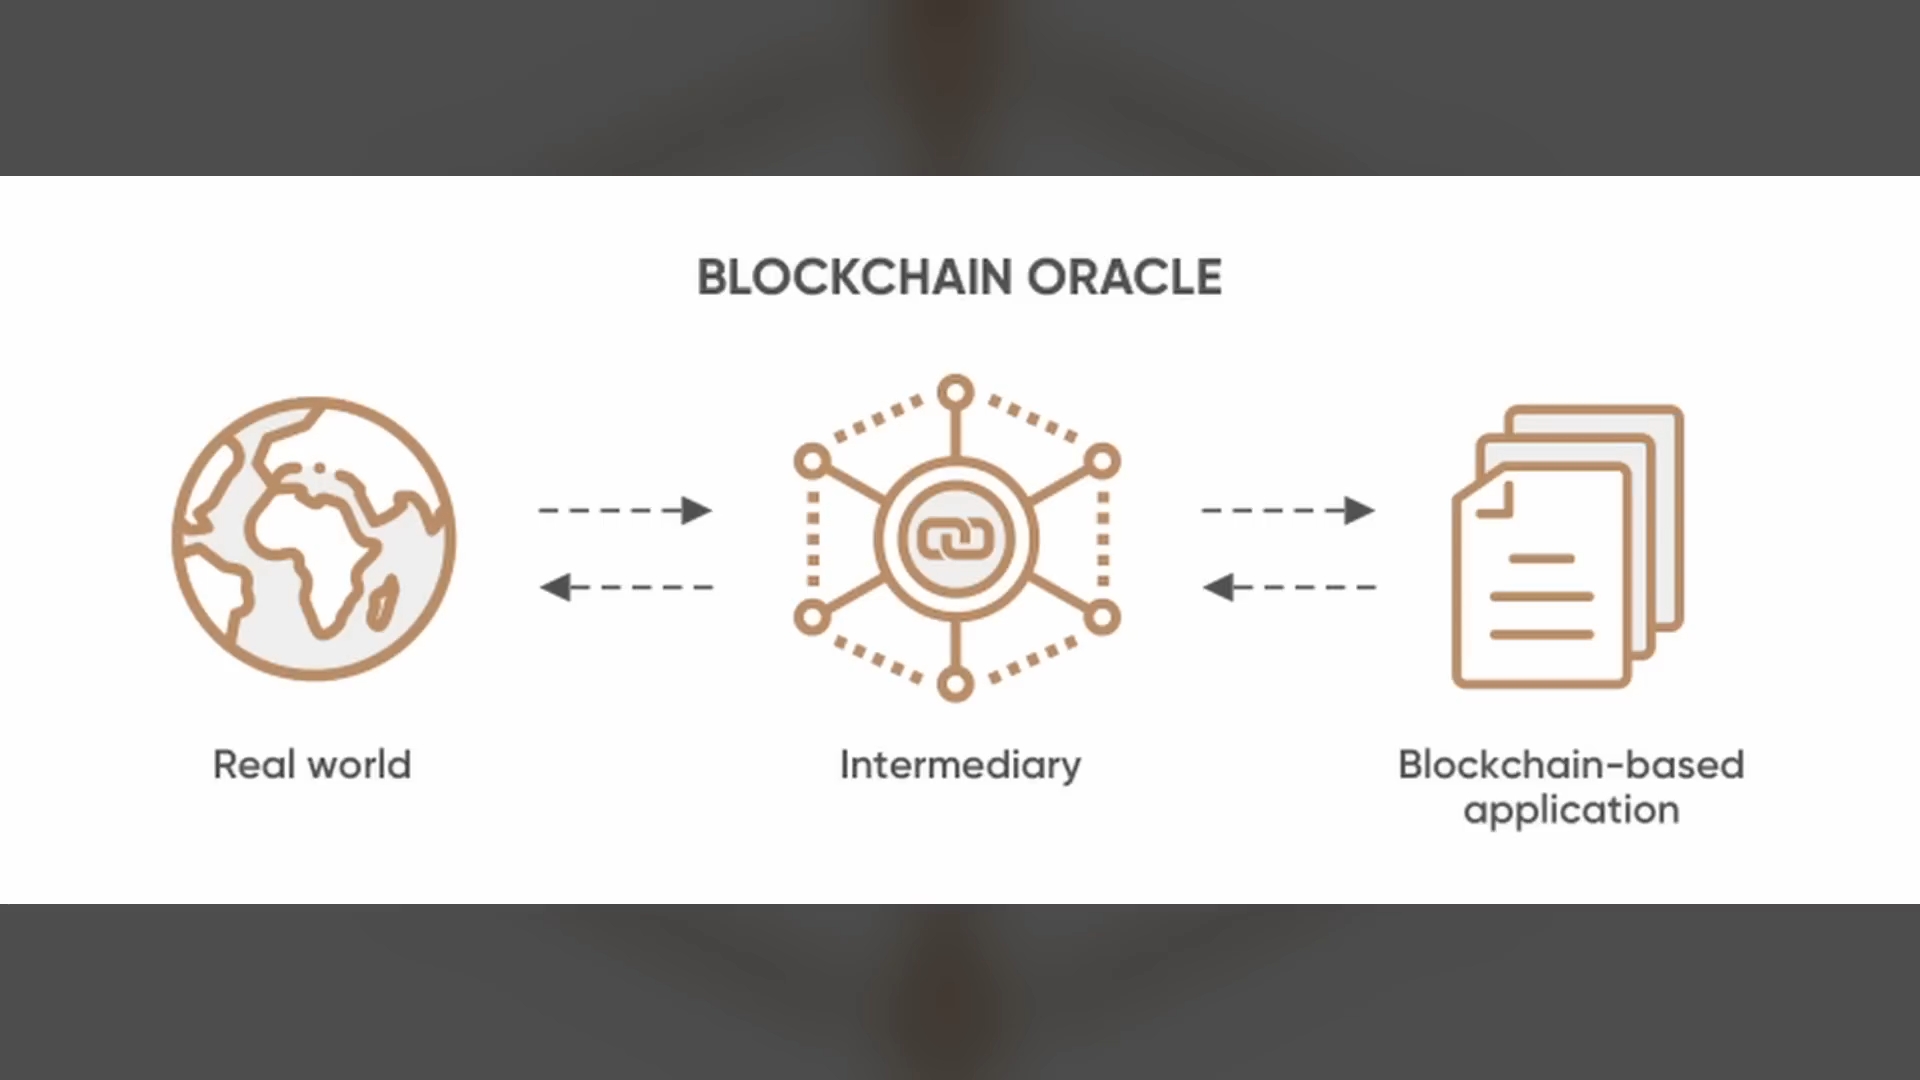 BLOCKCHAIN ORACLE
Real world
Intermediary
Blockchain-based
application